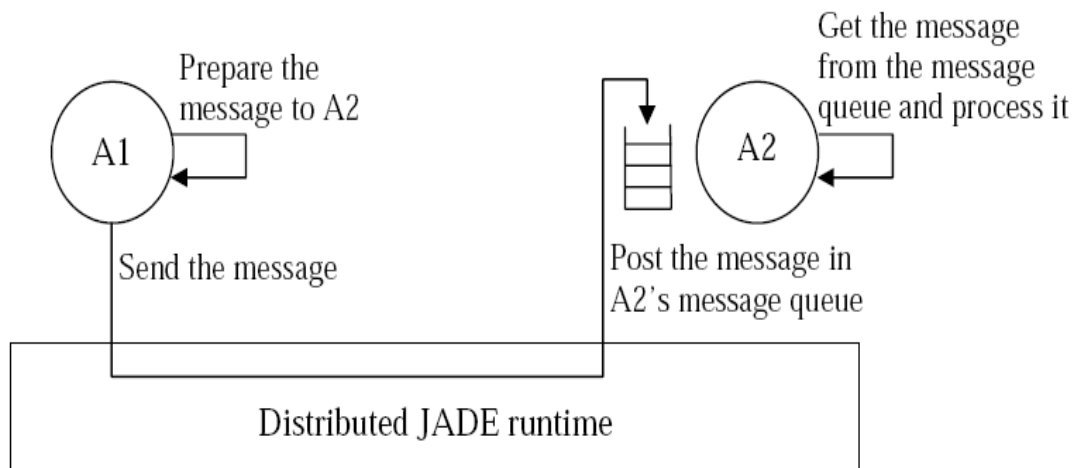 Prepare the
message to A2
A1
Send the message
Get the message
from the message
queue and process it
A2
Post the message in
A2's message queue
Distributed JADE runtime